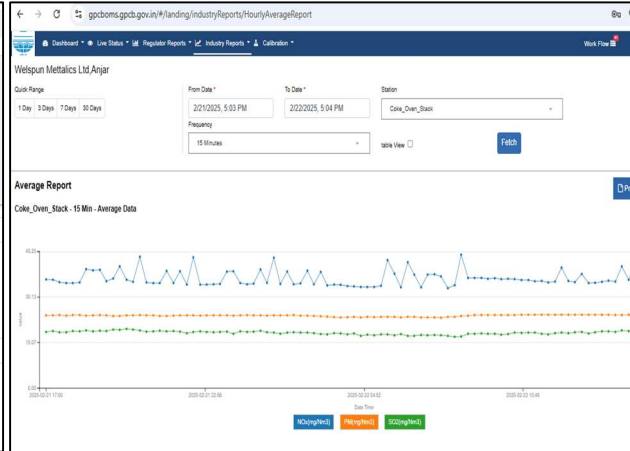 gpcboms.gpcb.gov.in/#/landing/industryReports/HourlyAverageReport
Dashboard Live Status Regulator Reports Industry Reports Calibration Work Flow
Welspun Mettalics Ltd,Anjar
Quick Range From Date * To Date * Station
1 Day 3 Days 7 Days 30 Days 2/21/2025, 5:03 PM 2/22/2025, 5:04 PM Coke_Oven_Stack
Frequency
15 Minutes table View Fetch
Average Report
Coke_Oven_Stack - 15 Min - Average Data
30.13
0.00
2025-02-21 17:00 2025-02-21 22:56 2025-02-22 04:52 2025-02-22 10:48
Date Time
NOx(mg/Nm3) PM(mg/Nm3) SO2(mg/Nm3)